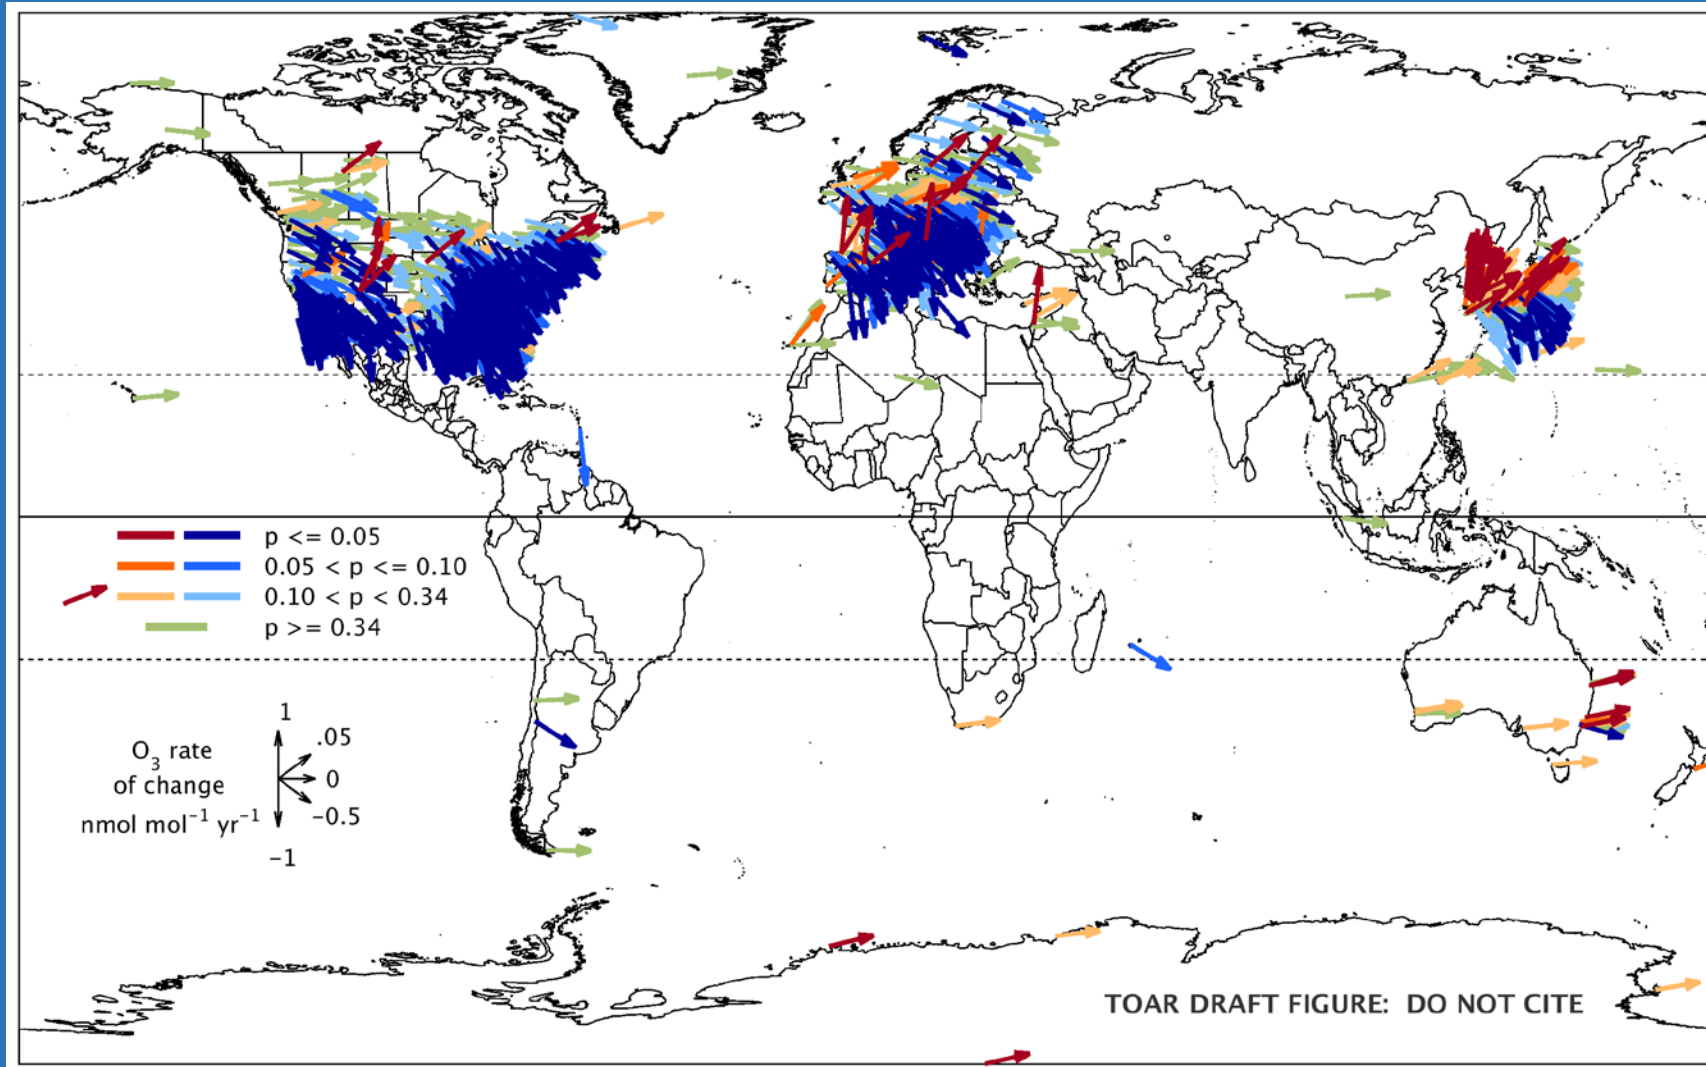 p <= 0.05
0.05 < p <= 0.10
0.10 < p < 0.34
p >= 0.34
1
.05
O₃ rate
0
of change
-0.5
nmol mol⁻¹ yr⁻¹
-1
TOAR DRAFT FIGURE: DO NOT CITE